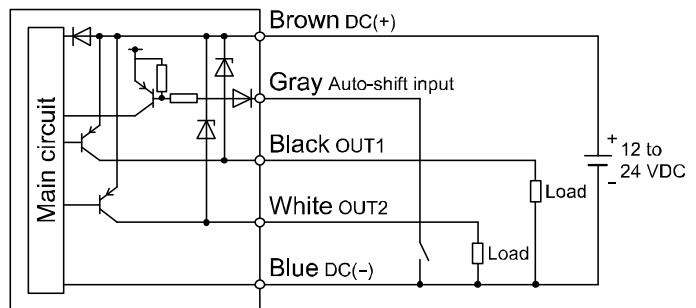 Brown DC(+)
Gray Auto-shift input
Black OUT1
White OUT2
Blue DC(−)
Main circuit
Load
Load
+
12 to
24 VDC
−